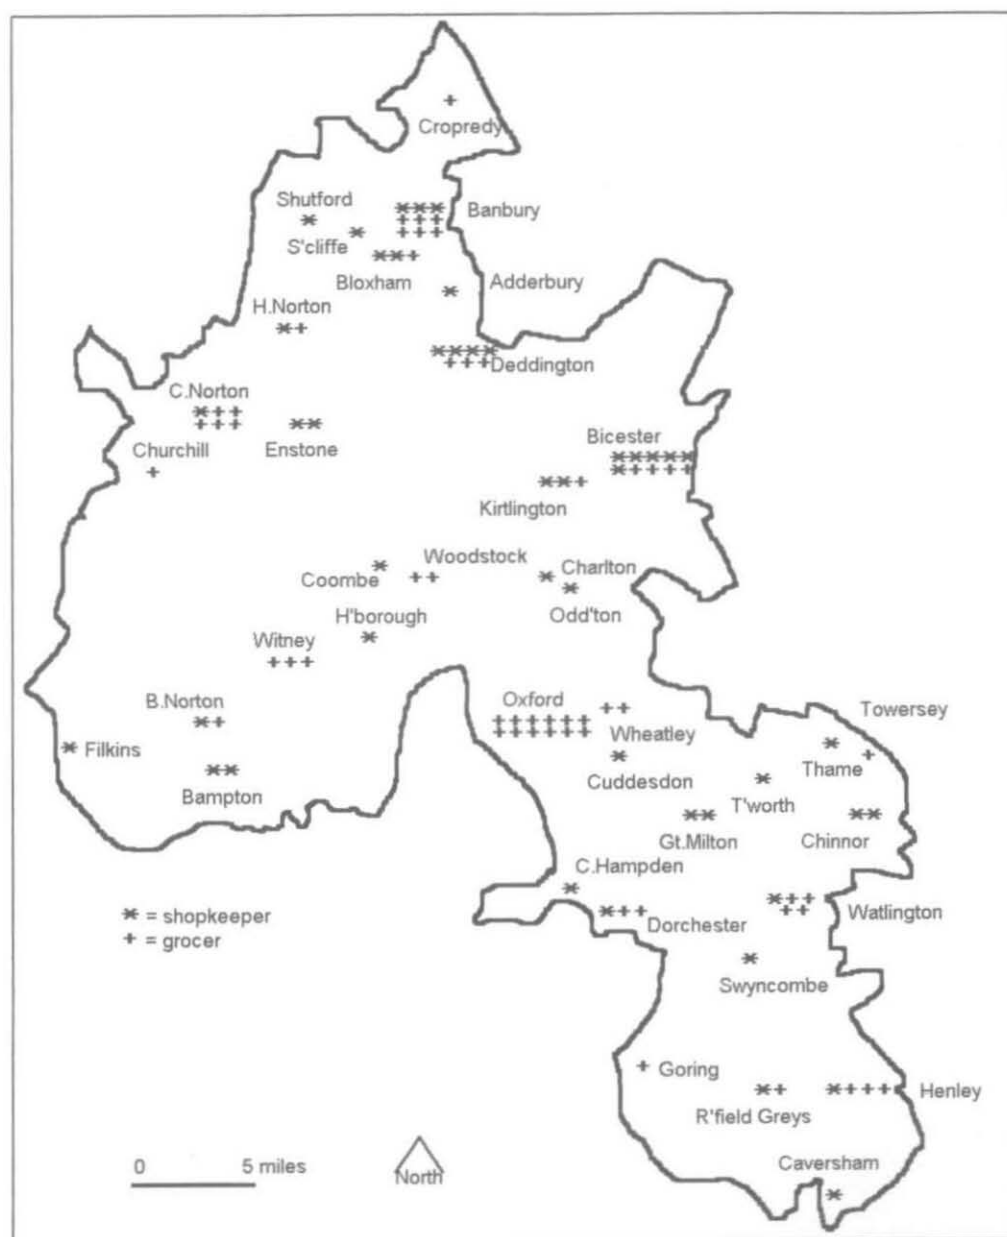 Cropredy
Shutford
Banbury
S'cliffe
Bloxham
Adderbury
H.Norton
Deddington
C.Norton
Churchill
Enstone
Bicester
Kirtlington
Woodstock
Coombe
Charlton
H'borough
Odd'ton
Witney
B.Norton
Oxford
Towersey
Filkins
Wheatley
Thame
Cuddesdon
Bampton
T'worth
Gt.Milton
Chinnor
C.Hampden
* = shopkeeper
+ = grocer
Dorchester
Watlington
Swyncombe
Goring
Henley
R'field Greys
0 5 miles
North
Caversham